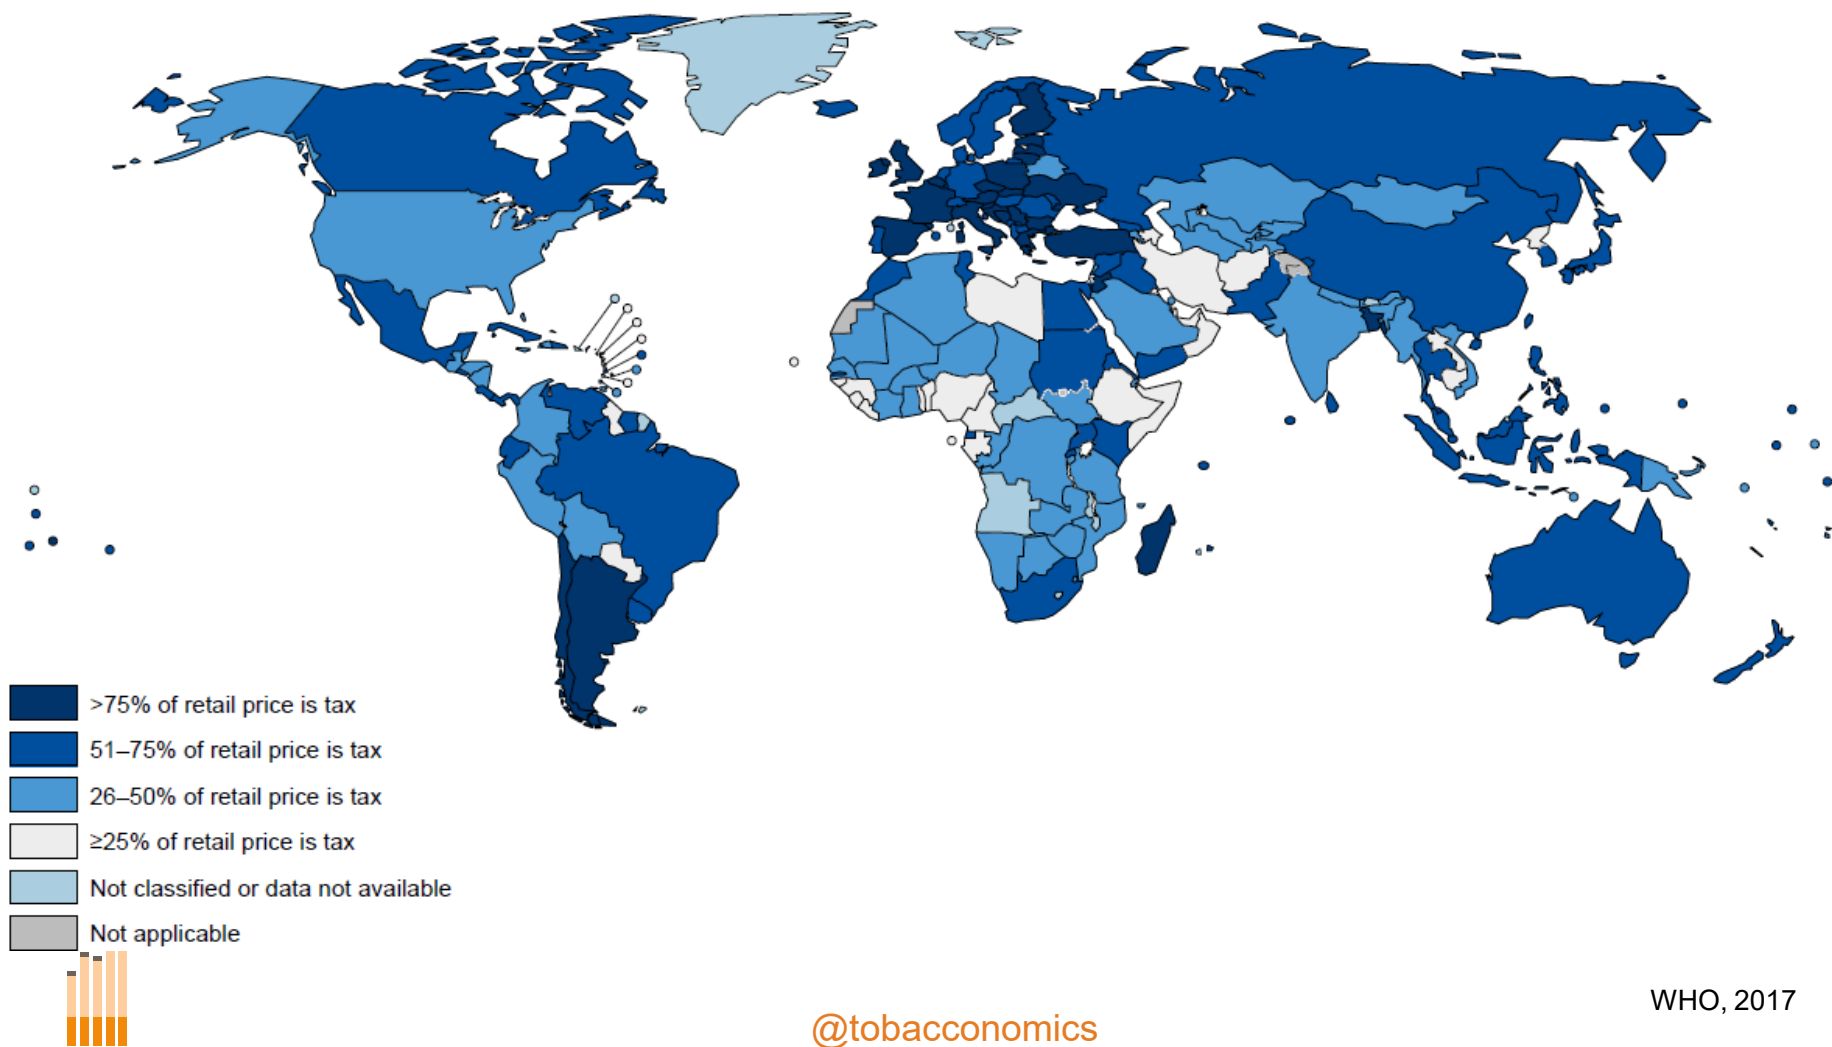 >75% of retail price is tax
51–75% of retail price is tax
26–50% of retail price is tax
≥25% of retail price is tax
Not classified or data not available
Not applicable
WHO, 2017
@tobacconomics